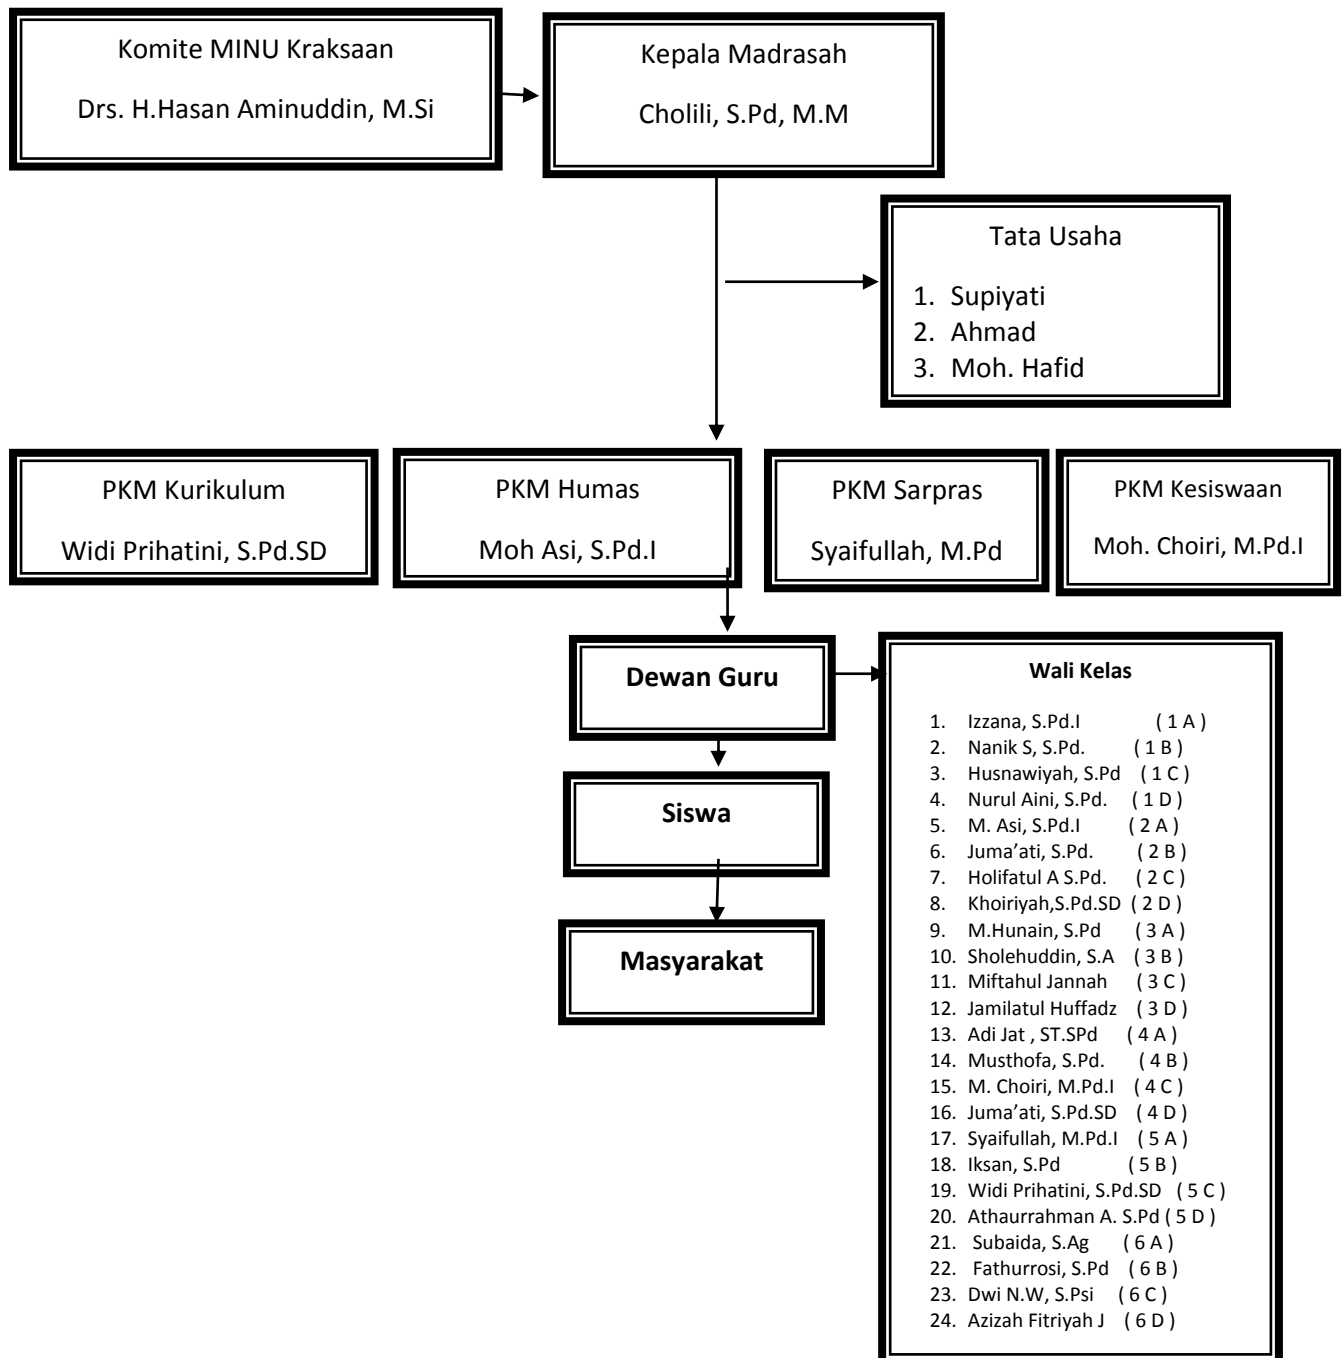 Komite MINU Kraksaan
Drs. H.Hasan Aminuddin, M.Si
Kepala Madrasah
Cholili, S.Pd, M.M
Tata Usaha
1. Supiyati
2. Ahmad
3. Moh. Hafid
PKM Kurikulum
Widi Prihatini, S.Pd.SD
PKM Humas
Moh Asi, S.Pd.I
PKM Sarpras
Syaifullah, M.Pd
PKM Kesiswaan
Moh. Choiri, M.Pd.I
Dewan Guru
Siswa
Masyarakat
Wali Kelas
1. Izzana, S.Pd.I ( 1 A )
2. Nanik S, S.Pd. ( 1 B )
3. Husnawiyah, S.Pd ( 1 C )
4. Nurul Aini, S.Pd. ( 1 D )
5. M. Asi, S.Pd.I ( 2 A )
6. Juma’ati, S.Pd. ( 2 B )
7. Holifatul A S.Pd. ( 2 C )
8. Khoiriyah,S.Pd.SD ( 2 D )
9. M.Hunain, S.Pd ( 3 A )
10. Sholehuddin, S.A ( 3 B )
11. Miftahul Jannah ( 3 C )
12. Jamilatul Huffadz ( 3 D )
13. Adi Jat , ST.SPd ( 4 A )
14. Musthofa, S.Pd. ( 4 B )
15. M. Choiri, M.Pd.I ( 4 C )
16. Juma’ati, S.Pd.SD ( 4 D )
17. Syaifullah, M.Pd.I ( 5 A )
18. Iksan, S.Pd ( 5 B )
19. Widi Prihatini, S.Pd.SD ( 5 C )
20. Athaurrahman A. S.Pd ( 5 D )
21. Subaida, S.Ag ( 6 A )
22. Fathurrosi, S.Pd ( 6 B )
23. Dwi N.W, S.Psi ( 6 C )
24. Azizah Fitriyah J ( 6 D )